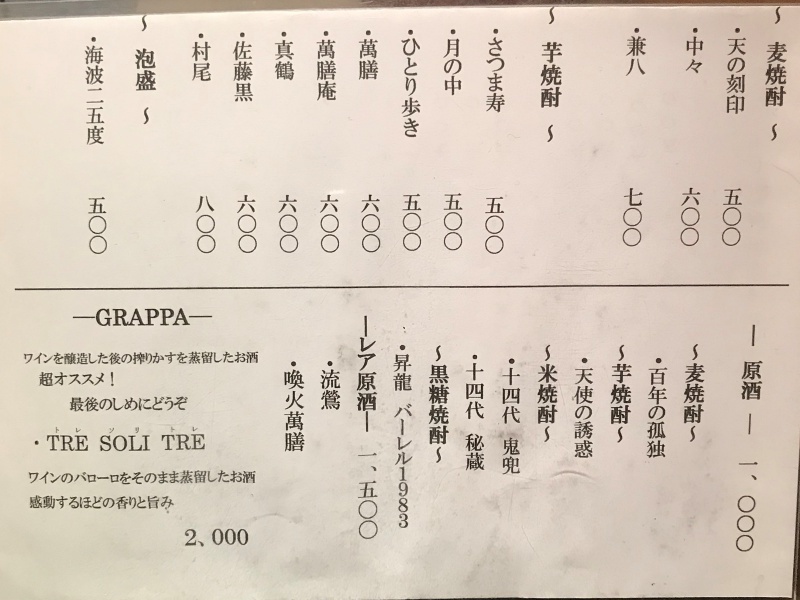 ～ 麦焼酎 ～
・天の刻印 五〇〇
・中々 六〇〇
・兼八 七〇〇
～ 芋焼酎 ～
・さつま寿 五〇〇
・月の中 五〇〇
・ひとり歩き 五〇〇
・萬膳 六〇〇
・萬膳庵 六〇〇
・真鶴 六〇〇
・佐藤黒 六〇〇
・村尾 八〇〇
～ 泡盛 ～
・海波二五度 五〇〇
― 原酒 ― 一、〇〇〇
～麦焼酎～
・百年の孤独
～芋焼酎～
・天使の誘惑
～米焼酎～
・十四代 鬼兜
・十四代 秘蔵
～黒糖焼酎～
・昇龍 バーレル1983
―レア原酒― 一、五〇〇
・流鶯
・喚火萬膳
―GRAPPA―
ワインを醸造した後の搾りかすを蒸留したお酒
超オススメ！
最後のしめにどうぞ
トレ ソリ トレ
・TRE SOLI TRE
ワインのバローロをそのまま蒸留したお酒
感動するほどの香りと旨み
2、000